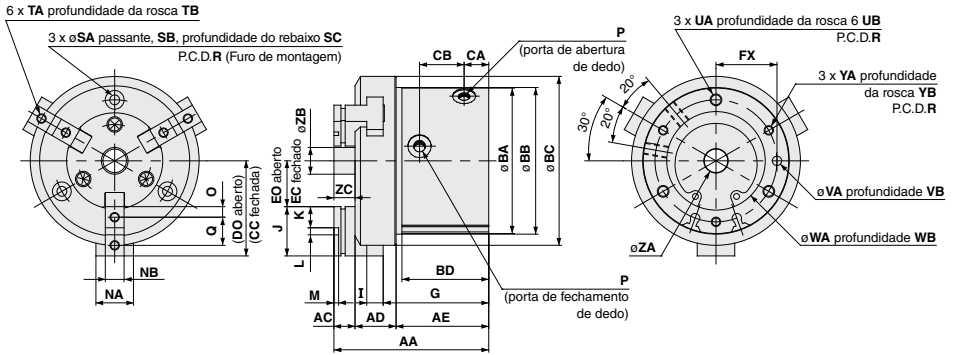 6 x TA profundidade da rosca TB
3 x øSA passante, SB, profundidade do rebaixo SC
P.C.D.R (Furo de montagem)
O
Q
(DO aberto)
(CC fechada)
NB
NA
CB
CA
P
(porta de abertura
de dedo)
øZB
EC fechado
EO aberto
ZC
K
J
L
øBA
øBB
øBC
BD
M
I
G
AC
AD
AE
AA
P
(porta de fechamento
de dedo)
3 x UA profundidade da rosca 6 UB
P.C.D.R
FX
3 x YA profundidade
da rosca YB
P.C.D.R
20°
20°
30°
øVA profundidade VB
øZA
øWA profundidade WB